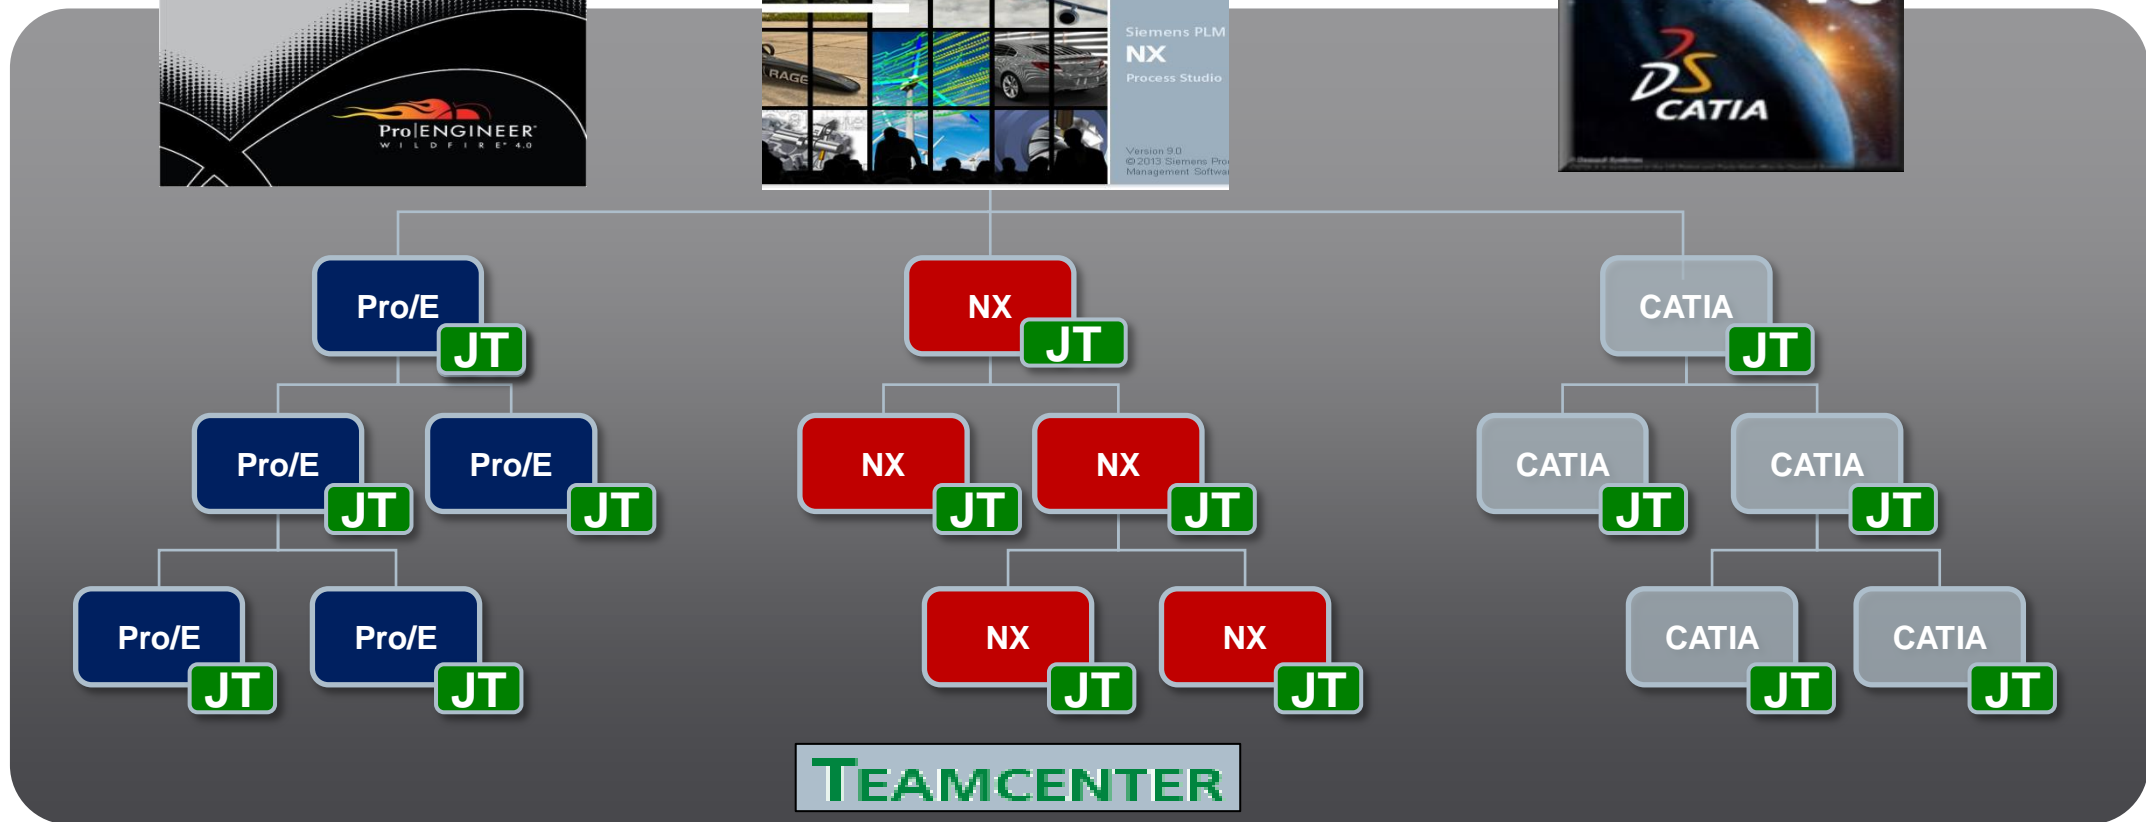 Pro|ENGINEER™
WILDFIRE® 4.0
RAGE
Siemens PLM
NX
Process Studio
Version 9.0
© 2013 Siemens Pro
Management Softwa
DS
CATIA
Pro/E
JT
NX
JT
CATIA
JT
Pro/E
JT
Pro/E
JT
NX
JT
NX
JT
CATIA
JT
CATIA
JT
Pro/E
JT
Pro/E
JT
NX
JT
NX
JT
CATIA
JT
CATIA
JT
TEAMCENTER